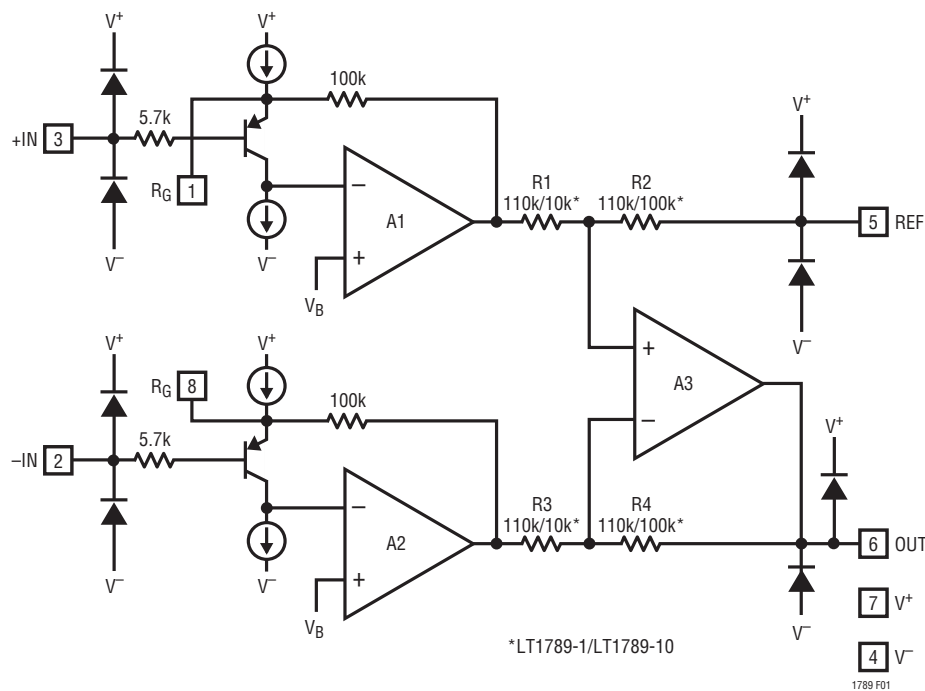 V+
V+
100k
V+
5.7k
+IN 3
RG 1
A1
R1
110k/10k*
R2
110k/100k*
5 REF
V–
V–
VB
V–
V+
V+
RG 8
A3
100k
V+
5.7k
–IN 2
A2
R3
110k/10k*
R4
110k/100k*
6 OUT
V–
V–
VB
V–
7 V+
*LT1789-1/LT1789-10
4 V–
1789 F01